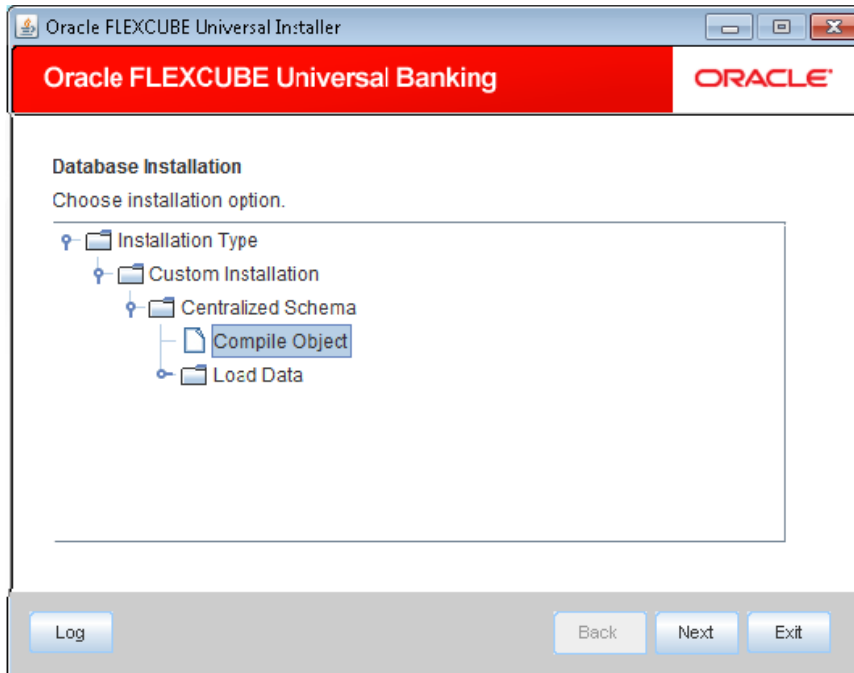 Oracle FLEXCUBE Universal Installer
Oracle FLEXCUBE Universal Banking
ORACLE
Database Installation
Choose installation option.
Installation Type
Custom Installation
Centralized Schema
Compile Object
Load Data
Log
Back
Next
Exit